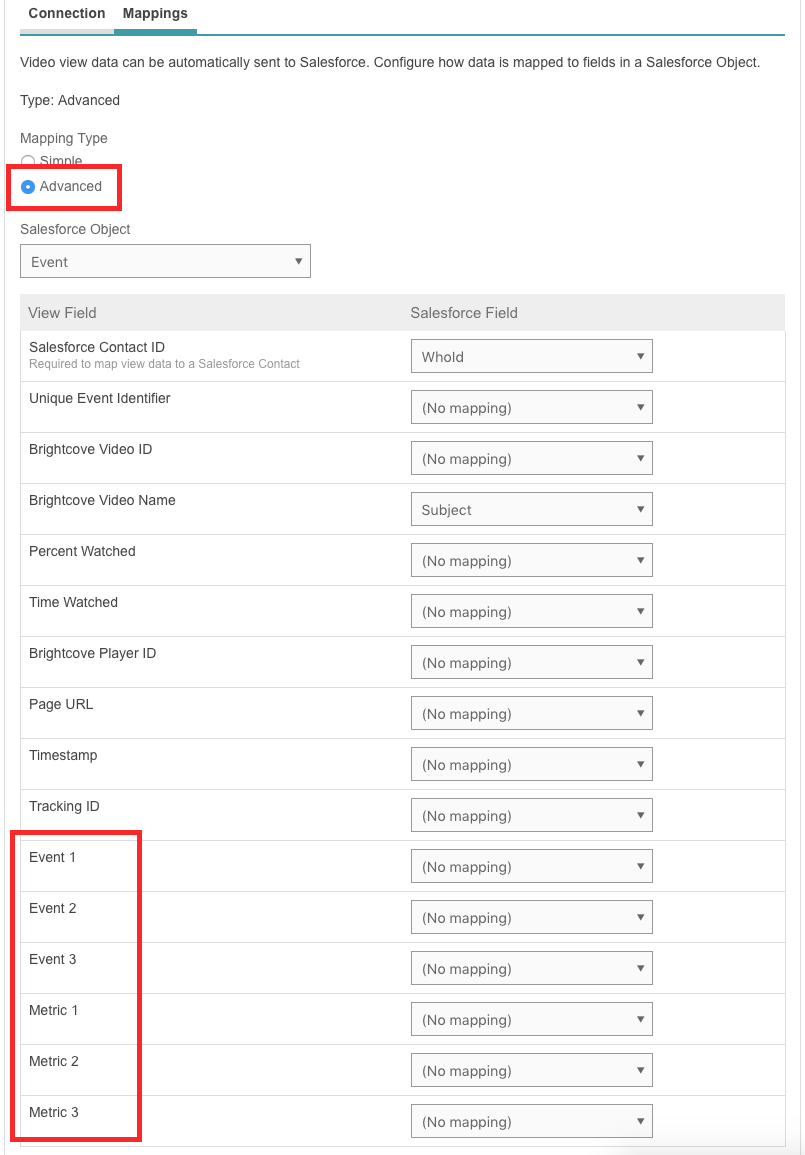 Connection Mappings
Video view data can be automatically sent to Salesforce. Configure how data is mapped to fields in a Salesforce Object.
Type: Advanced
Mapping Type
Simple
Advanced
Salesforce Object
Event
View Field Salesforce Field
Salesforce Contact ID
Required to map view data to a Salesforce Contact
WhoId
Unique Event Identifier
(No mapping)
Brightcove Video ID
(No mapping)
Brightcove Video Name
Subject
Percent Watched
(No mapping)
Time Watched
(No mapping)
Brightcove Player ID
(No mapping)
Page URL
(No mapping)
Timestamp
(No mapping)
Tracking ID
(No mapping)
Event 1
(No mapping)
Event 2
(No mapping)
Event 3
(No mapping)
Metric 1
(No mapping)
Metric 2
(No mapping)
Metric 3
(No mapping)